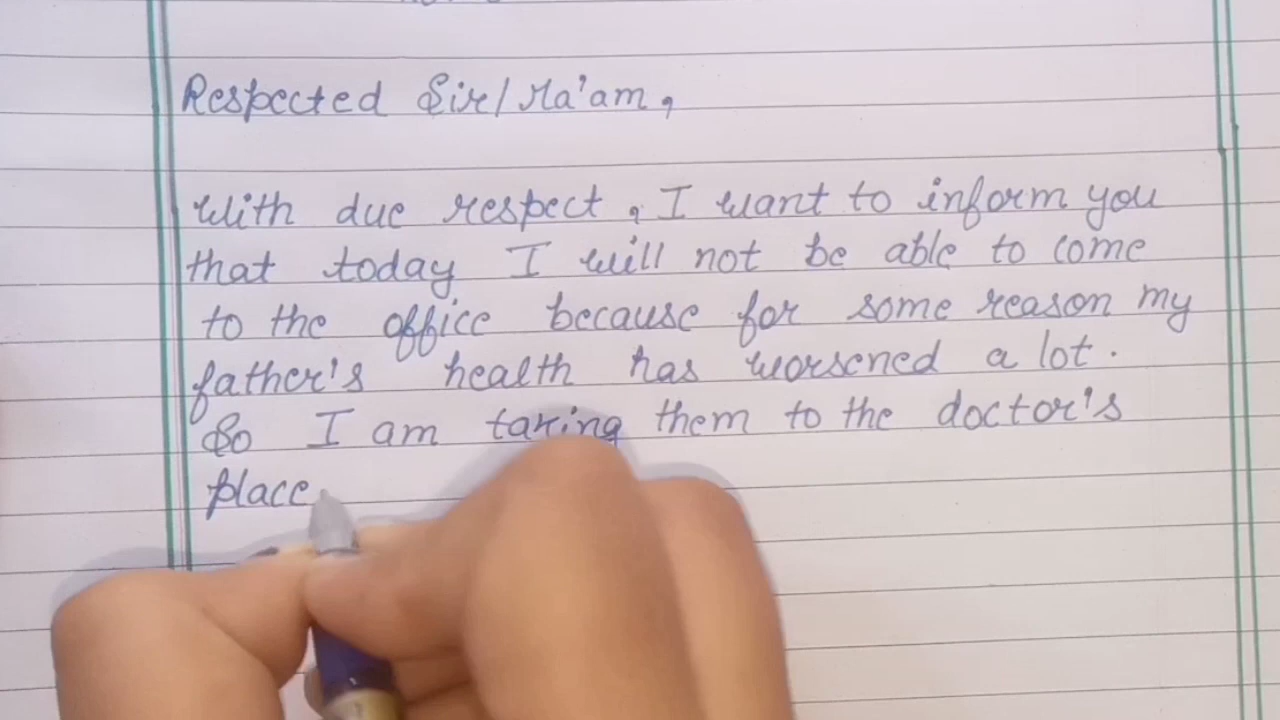 Respected Sir/Ma'am,
With due respect, I want to inform you
that today I will not be able to come
to the office because for some reason my
father's health has worsened a lot.
So I am taking them to the doctor's
place